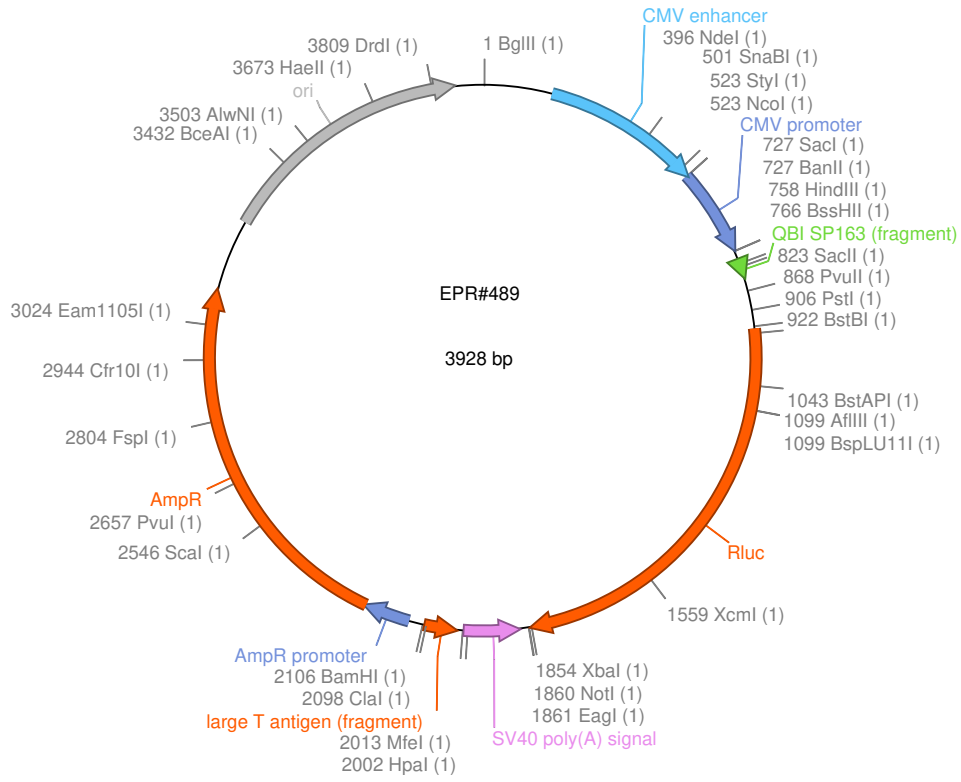 CMV enhancer
396 NdeI (1)
501 SnaBI (1)
523 StyI (1)
523 NcoI (1)
CMV promoter
727 SacI (1)
727 BanII (1)
758 HindIII (1)
766 BssHII (1)
QBI SP163 (fragment)
823 SacII (1)
868 PvuII (1)
906 PstI (1)
922 BstBI (1)
1043 BstAPI (1)
1099 AflIII (1)
1099 BspLU11I (1)
Rluc
1559 XcmI (1)
1854 XbaI (1)
1860 NotI (1)
1861 EagI (1)
SV40 poly(A) signal
2002 HpaI (1)
2013 MfeI (1)
large T antigen (fragment)
2098 ClaI (1)
2106 BamHI (1)
AmpR promoter
2546 ScaI (1)
2657 PvuI (1)
AmpR
2804 FspI (1)
2944 Cfr10I (1)
3024 Eam1105I (1)
3432 BceAI (1)
3503 AlwNI (1)
ori
3673 HaeII (1)
3809 DrdI (1)
1 BglII (1)
EPR#489
3928 bp